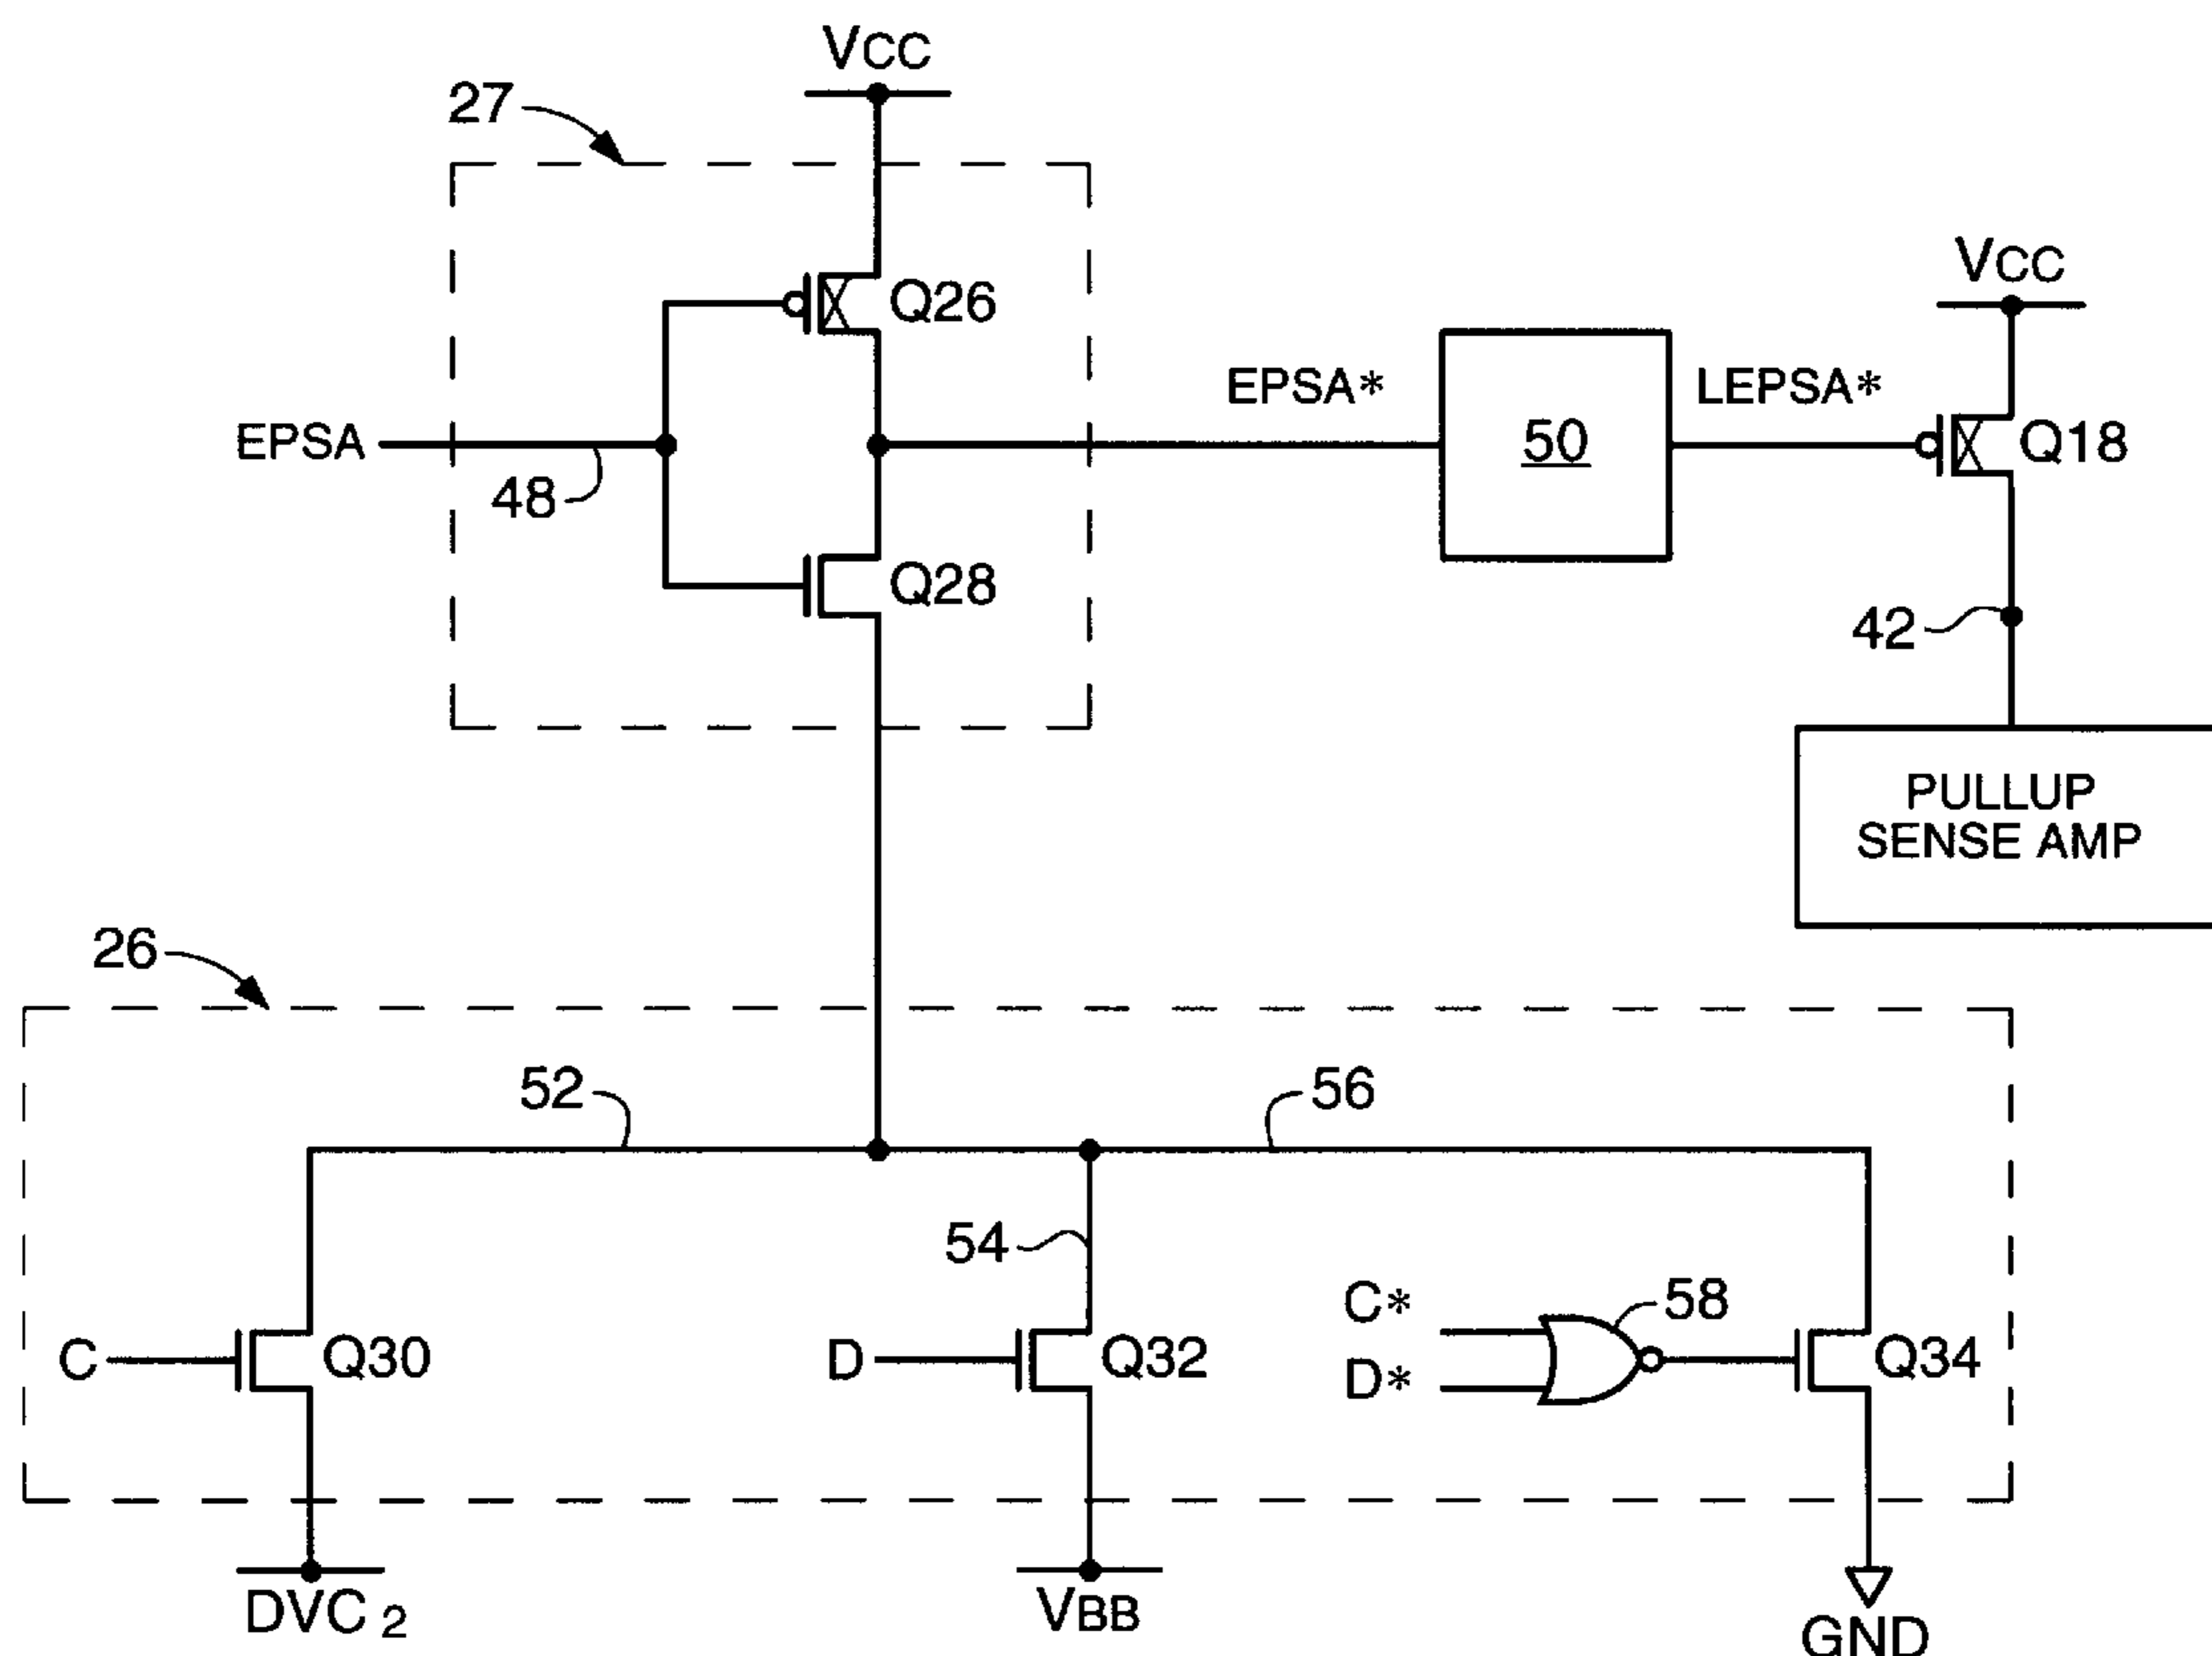 VCC
27
VCC
Q26
EPSA*
LEPSA*
EPSA
50
Q18
48
Q28
42
PULLUP
SENSE AMP
26
52
56
54
C*
58
C
Q30
D
Q32
D*
Q34
DVC 2
VBB
GND